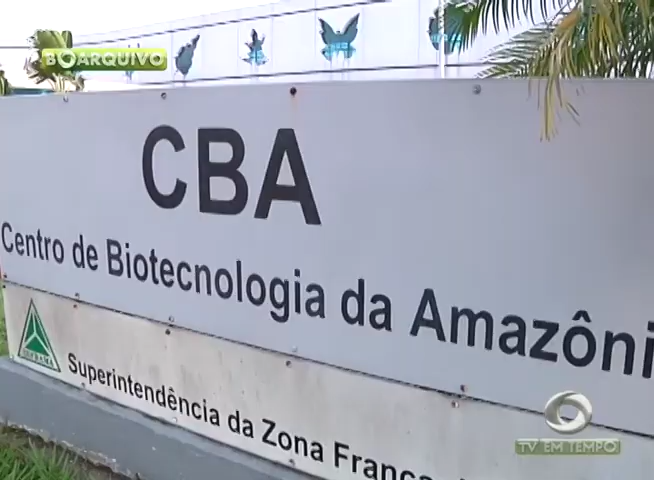 BOARQUIVO
CBA
Centro de Biotecnologia da Amazôni
Superintendência da Zona Franca
TV EM TEMPO